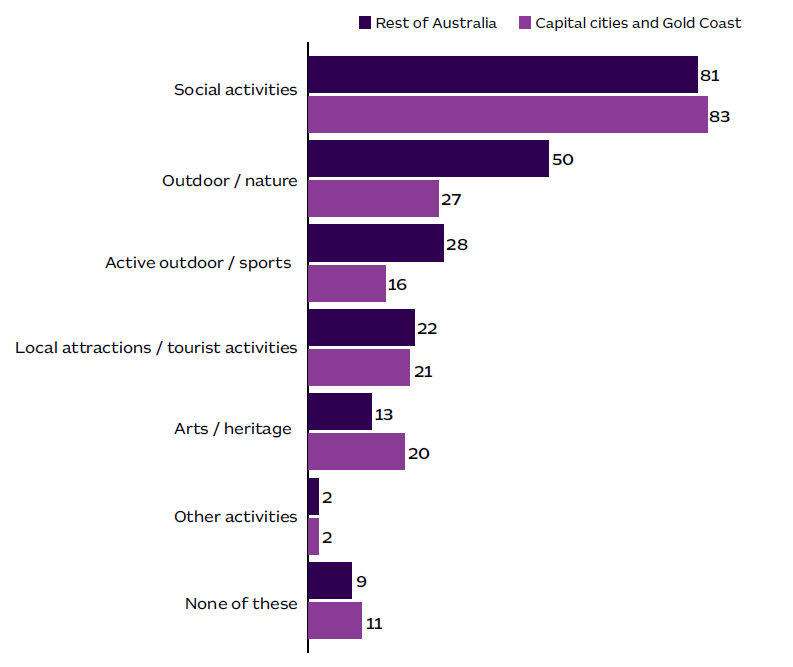 Rest of Australia Capital cities and Gold Coast
Social activities
81
83
Outdoor / nature
50
27
Active outdoor / sports
28
16
Local attractions / tourist activities
22
21
Arts / heritage
13
20
Other activities
2
2
None of these
9
11